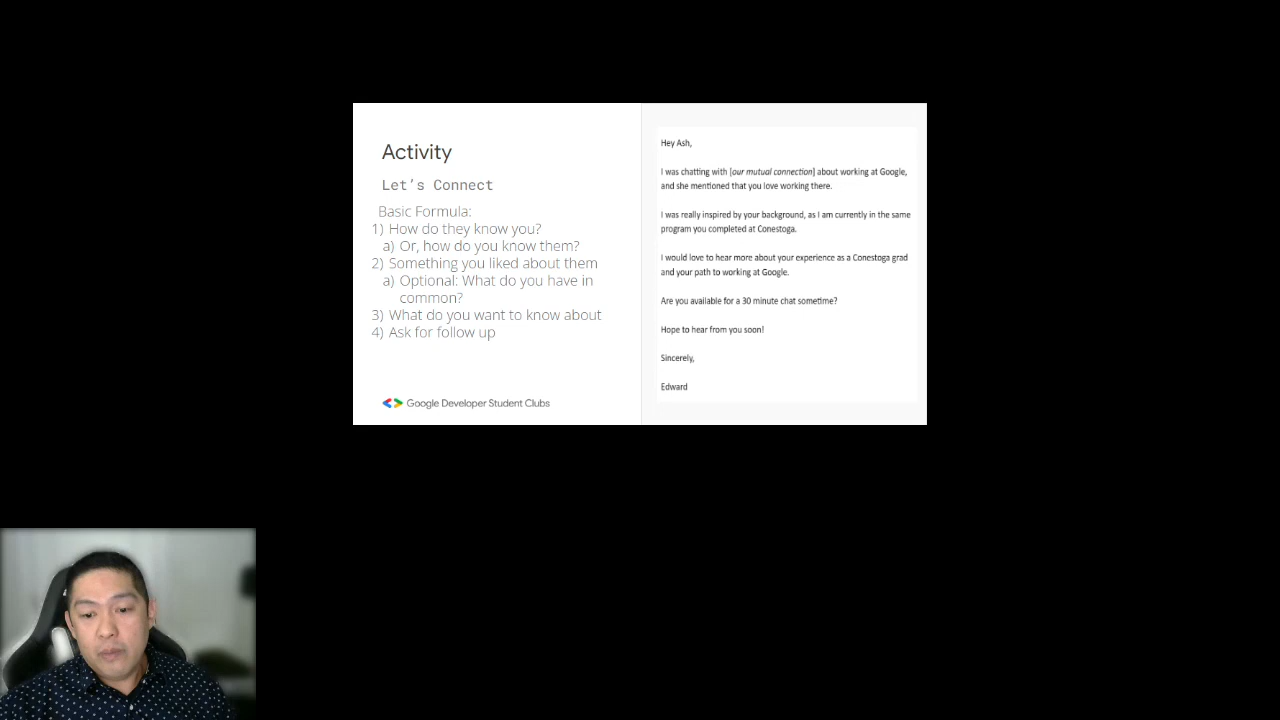 Activity
Let's Connect
Basic Formula:
1) How do they know you?
a) Or, how do you know them?
2) Something you liked about them
a) Optional: What do you have in
common?
3) What do you want to know about
4) Ask for follow up
Google Developer Student Clubs
Hey Ash,
I was chatting with [our mutual connection] about working at Google,
and she mentioned that you love working there.
I was really inspired by your background, as I am currently in the same
program you completed at Conestoga.
I would love to hear more about your experience as a Conestoga grad
and your path to working at Google.
Are you available for a 30 minute chat sometime?
Hope to hear from you soon!
Sincerely,
Edward